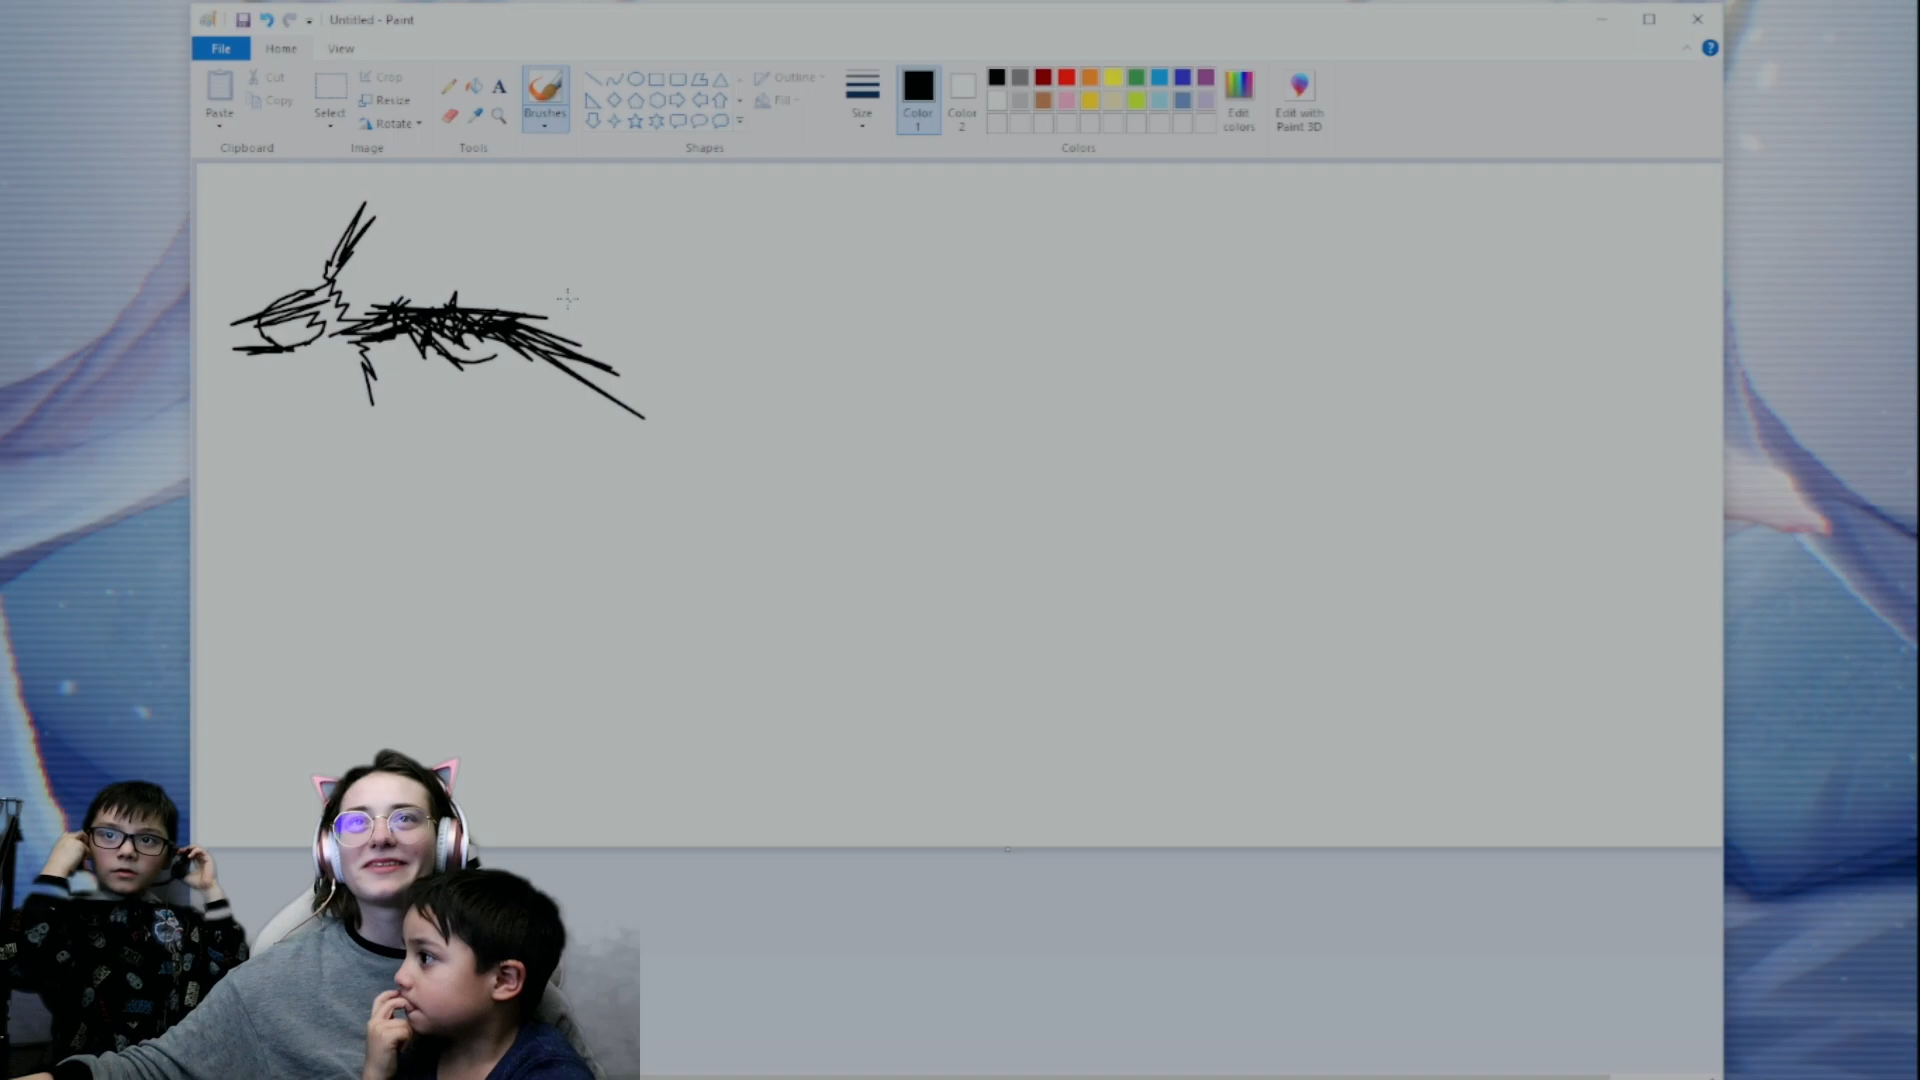 Untitled - Paint
File Home View
Paste Cut Copy Select Crop Resize Rotate A Brushes Outline Fill Size Color 1 Color 2 Edit colors Edit with Paint 3D
Clipboard Image Tools Shapes Colors